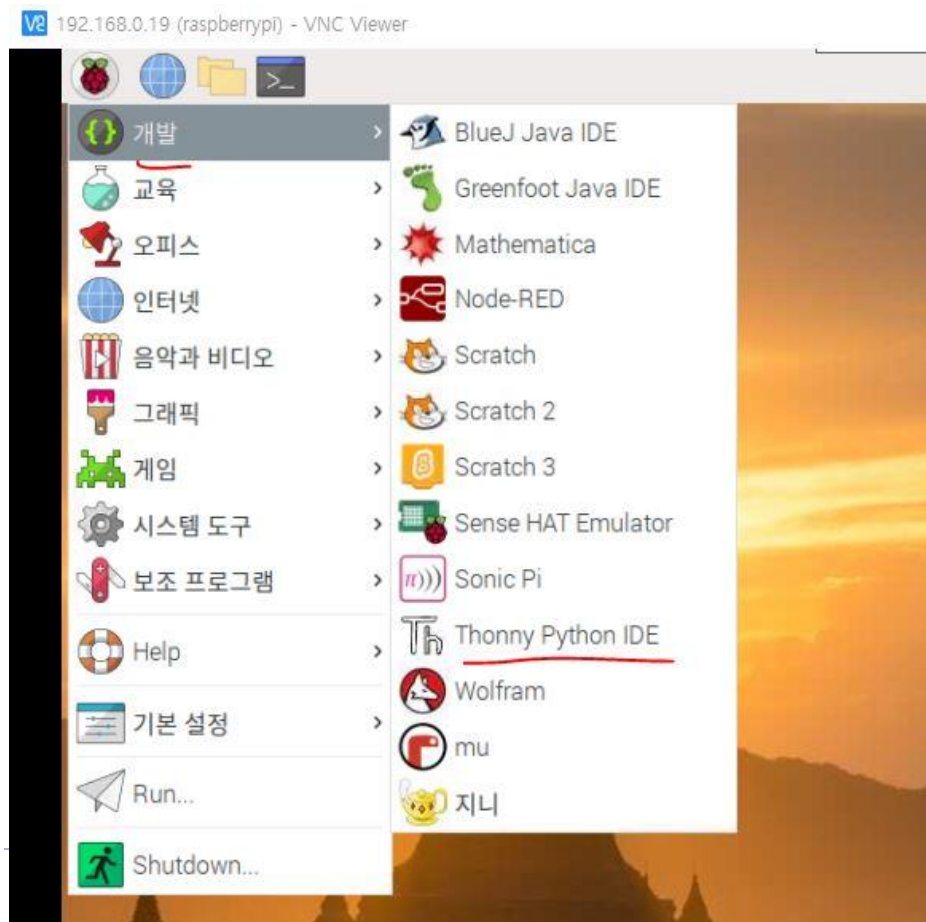 192.168.0.19 (raspberrypi) - VNC Viewer
개발
교육
오피스
인터넷
음악과 비디오
그래픽
게임
시스템 도구
보조 프로그램
Help
기본 설정
Run...
Shutdown...
BlueJ Java IDE
Greenfoot Java IDE
Mathematica
Node-RED
Scratch
Scratch 2
Scratch 3
Sense HAT Emulator
Sonic Pi
Thonny Python IDE
Wolfram
mu
지니